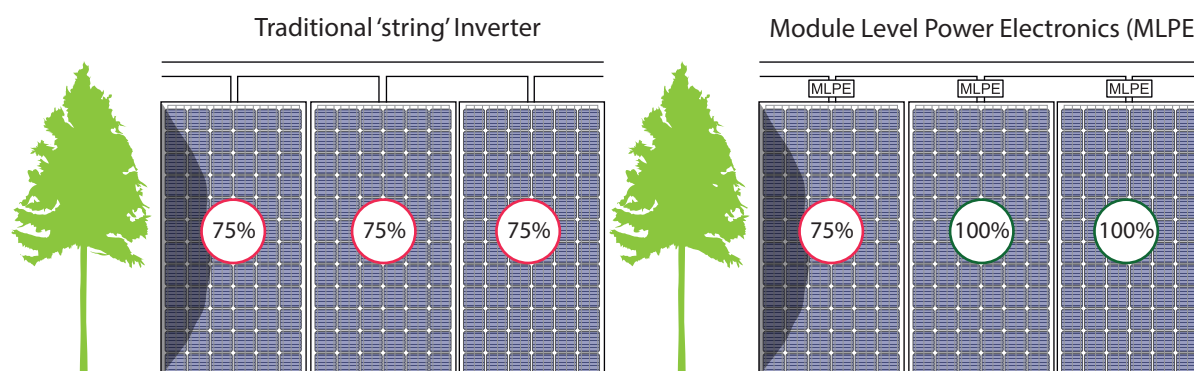 Traditional 'string' Inverter
75%
75%
75%
Module Level Power Electronics (MLPE
MLPE
MLPE
MLPE
75%
100%
100%